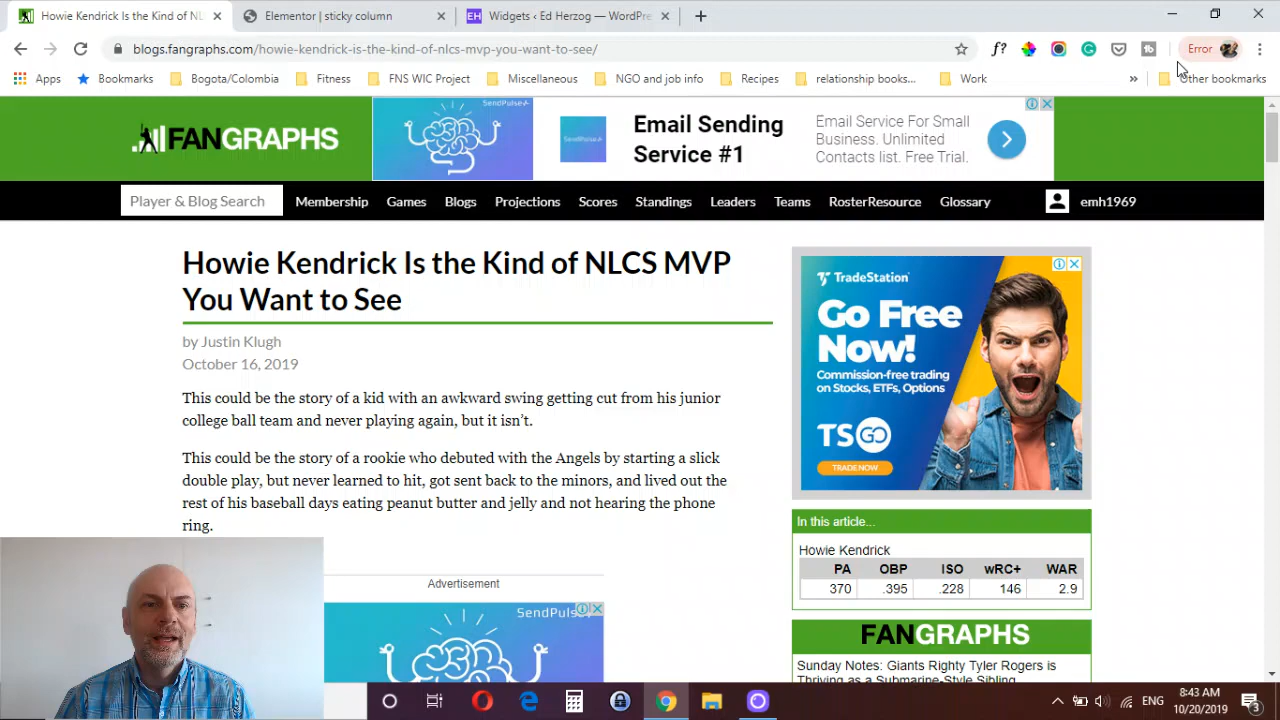 Howie Kendrick Is the Kind of NL
Elementor | sticky column
EH Widgets ‹ Ed Herzog — WordPre
blogs.fangraphs.com/howie-kendrick-is-the-kind-of-nlcs-mvp-you-want-to-see/
f?
Error
Apps
Bookmarks
Bogota/Colombia
Fitness
FNS WIC Project
Miscellaneous
NGO and job info
Recipes
relationship books...
Work
»
Other bookmarks
FANGRAPHS
SendPulse
SendPulse
Email Sending
Service #1
Email Service For Small
Business. Unlimited
Contacts list. Free Trial.
Player & Blog Search
Membership
Games
Blogs
Projections
Scores
Standings
Leaders
Teams
RosterResource
Glossary
emh1969
Howie Kendrick Is the Kind of NLCS MVP
You Want to See
by Justin Klugh
October 16, 2019
This could be the story of a kid with an awkward swing getting cut from his junior
college ball team and never playing again, but it isn't.
This could be the story of a rookie who debuted with the Angels by starting a slick
double play, but never learned to hit, got sent back to the minors, and lived out the
rest of his baseball days eating peanut butter and jelly and not hearing the phone
ring.
Advertisement
SendPuls
TradeStation
Go Free
Now!
Commission-free trading
on Stocks, ETFs, Options
TS GO
TRADE NOW
In this article...
Howie Kendrick
PA OBP ISO wRC+ WAR
370 .395 .228 146 2.9
FANGRAPHS
Sunday Notes: Giants Righty Tyler Rogers is
Thriving as a Submarine-Style Sibling
ENG
8:43 AM
10/20/2019
3